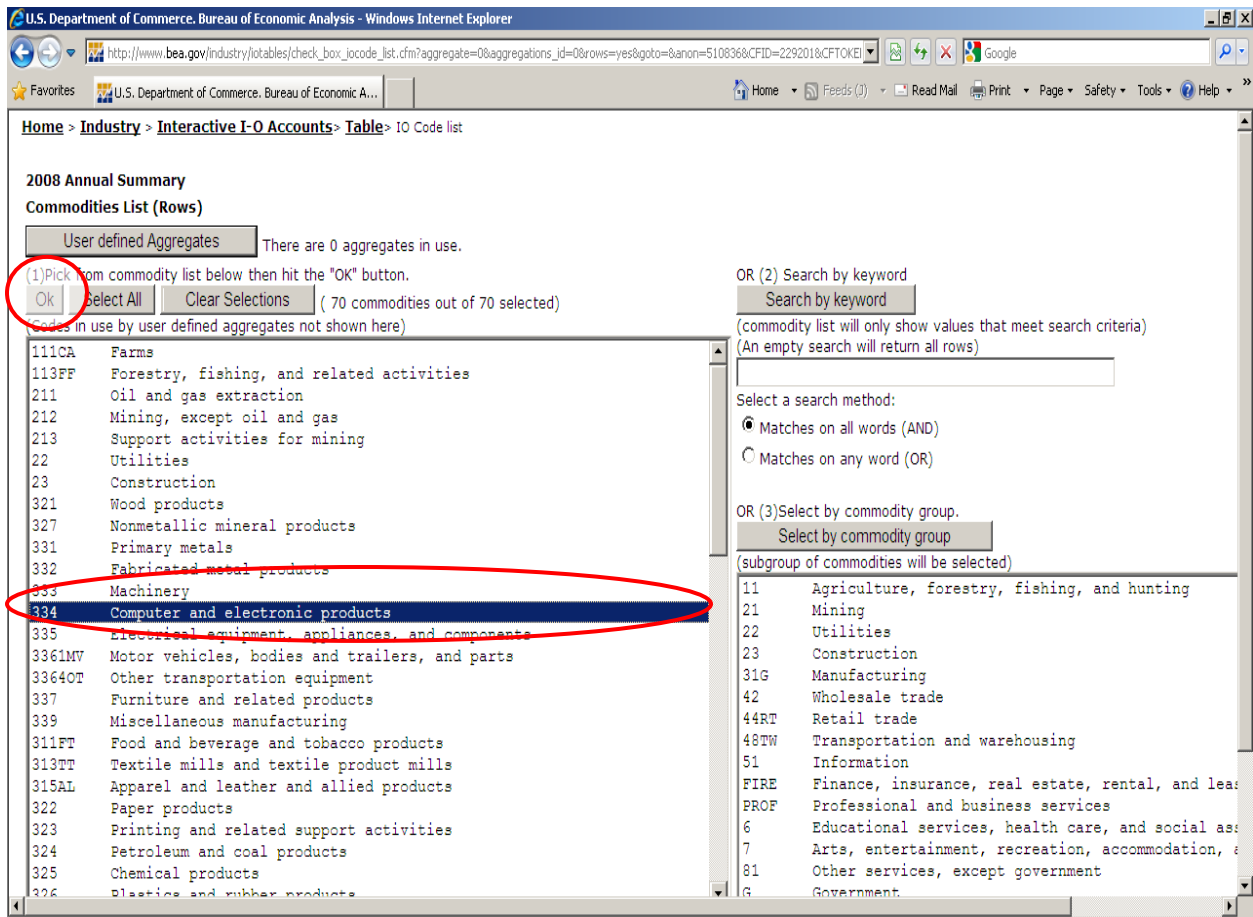 U.S. Department of Commerce. Bureau of Economic Analysis - Windows Internet Explorer
http://www.bea.gov/industry/iotables/check_box_iocode_list.cfm?aggregate=0&aggregations_id=0&rows=yes&goto=&anon=510836&CFID=229201&CFTOKEI
Google
Favorites
U.S. Department of Commerce. Bureau of Economic A...
Home
Feeds (J)
Read Mail
Print
Page
Safety
Tools
Help
»
Home > Industry > Interactive I-O Accounts> Table> IO Code list
2008 Annual Summary
Commodities List (Rows)
User defined Aggregates There are 0 aggregates in use.
(1)Pick from commodity list below then hit the "OK" button.
Ok Select All Clear Selections ( 70 commodities out of 70 selected)
(Codes in use by user defined aggregates not shown here)
111CA Farms
113FF Forestry, fishing, and related activities
211 Oil and gas extraction
212 Mining, except oil and gas
213 Support activities for mining
22 Utilities
23 Construction
321 Wood products
327 Nonmetallic mineral products
331 Primary metals
332 Fabricated metal products
333 Machinery
334 Computer and electronic products
335 Electrical equipment, appliances, and components
3361MV Motor vehicles, bodies and trailers, and parts
3364OT Other transportation equipment
337 Furniture and related products
339 Miscellaneous manufacturing
311FT Food and beverage and tobacco products
313TT Textile mills and textile product mills
315AL Apparel and leather and allied products
322 Paper products
323 Printing and related support activities
324 Petroleum and coal products
325 Chemical products
326 Plastics and rubber products
OR (2) Search by keyword
Search by keyword
(commodity list will only show values that meet search criteria)
(An empty search will return all rows)
Select a search method:
Matches on all words (AND)
Matches on any word (OR)
OR (3)Select by commodity group.
Select by commodity group
(subgroup of commodities will be selected)
11 Agriculture, forestry, fishing, and hunting
21 Mining
22 Utilities
23 Construction
31G Manufacturing
42 Wholesale trade
44RT Retail trade
48TW Transportation and warehousing
51 Information
FIRE Finance, insurance, real estate, rental, and leas
PROF Professional and business services
6 Educational services, health care, and social ass
7 Arts, entertainment, recreation, accommodation, a
81 Other services, except government
G Government